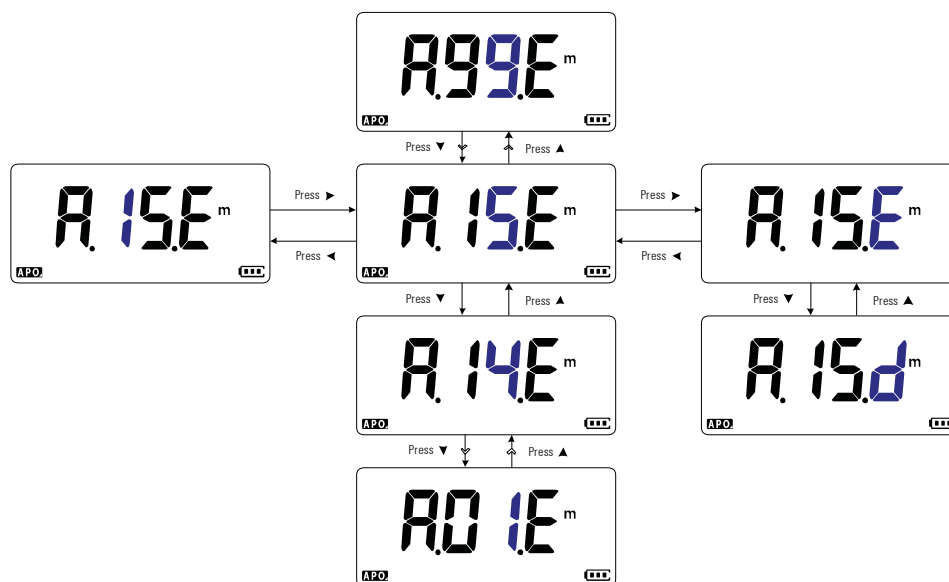 A.99.E m
APO
Press ▼ Press ▲
A.15.E m
APO
Press ►
Press ◄
A.15.E m
APO
Press ►
Press ◄
A.15.E m
Press ▼ Press ▲
Press ▼ Press ▲
A.14.E m
APO
A.15.d m
APO
Press ▼ Press ▲
A.01.E m
APO